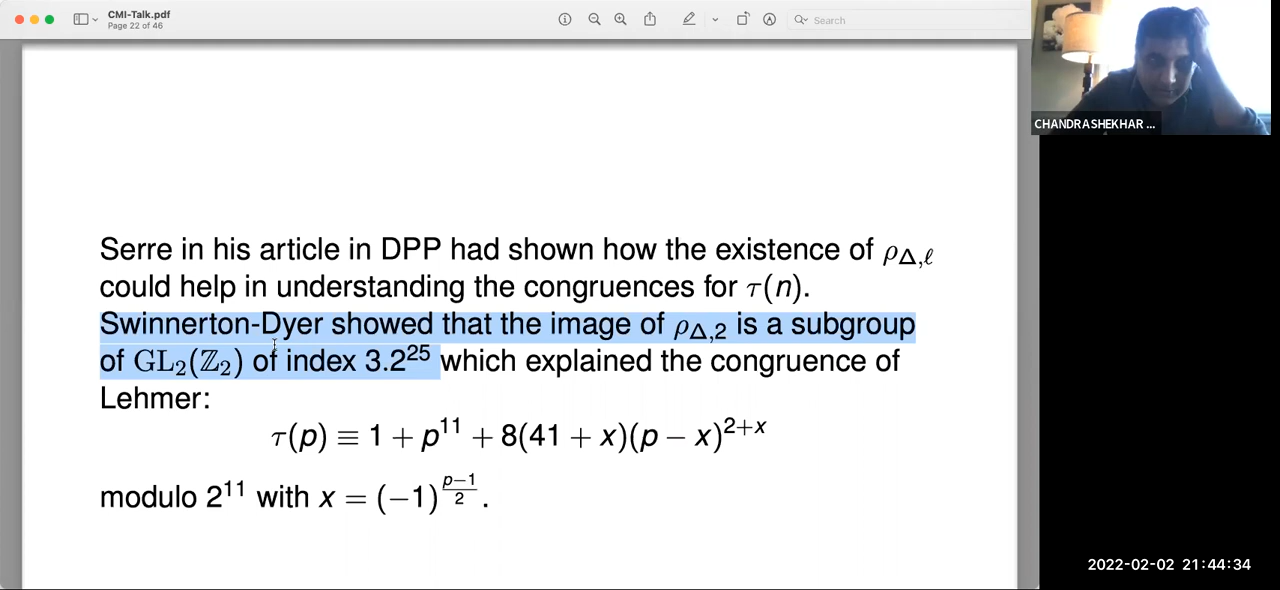 CMI-Talk.pdf
Page 22 of 46
Search
CHANDRASHEKHAR ...
Serre in his article in DPP had shown how the existence of ρ_{Δ,ℓ}
could help in understanding the congruences for τ(n).
Swinnerton-Dyer showed that the image of ρ_{Δ,2} is a subgroup
of GL₂(ℤ₂) of index 3.2^{25} which explained the congruence of
Lehmer:
τ(p) ≡ 1 + p^{11} + 8(41 + x)(p − x)^{2+x}
modulo 2^{11} with x = (−1)^{\frac{p−1}{2}}.
2022-02-02 21:44:34